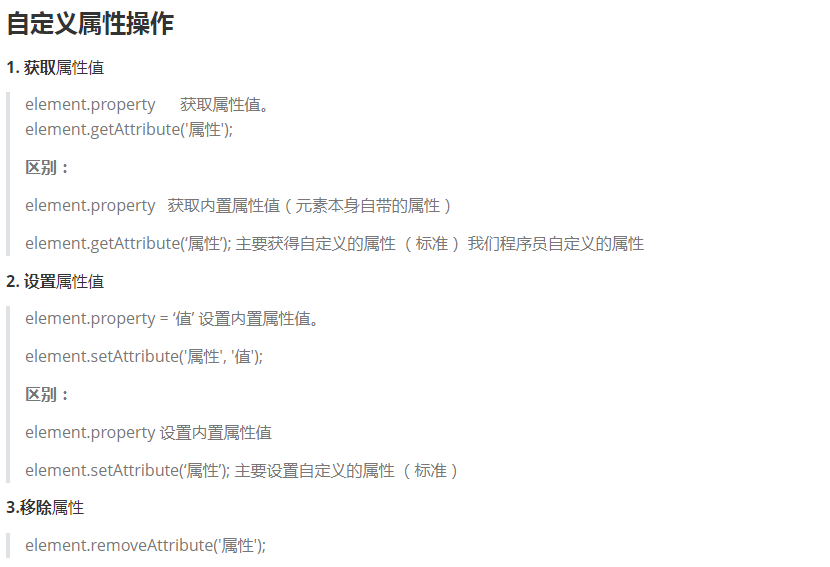 自定义属性操作
1. 获取属性值
element.property 获取属性值。
element.getAttribute('属性');
区别：
element.property 获取内置属性值（元素本身自带的属性）
element.getAttribute(‘属性’); 主要获得自定义的属性 （标准） 我们程序员自定义的属性
2. 设置属性值
element.property = ‘值’ 设置内置属性值。
element.setAttribute('属性', '值');
区别：
element.property 设置内置属性值
element.setAttribute(‘属性’); 主要设置自定义的属性 （标准）
3.移除属性
element.removeAttribute('属性');